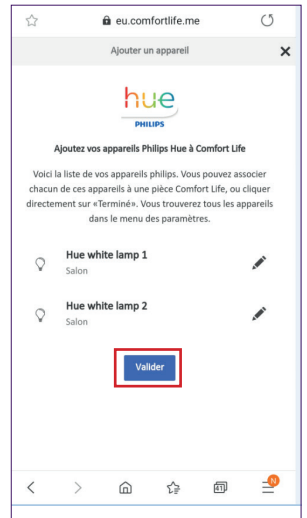 eu.comfortlife.me
Ajouter un appareil
hue
PHILIPS
Ajoutez vos appareils Philips Hue à Comfort Life
Voici la liste de vos appareils philips. Vous pouvez associer
chacun de ces appareils à une pièce Comfort Life, ou cliquer
directement sur «Terminé». Vous trouverez tous les appareils
dans le menu des paramètres.
Hue white lamp 1
Salon
Hue white lamp 2
Salon
Valider
41
N